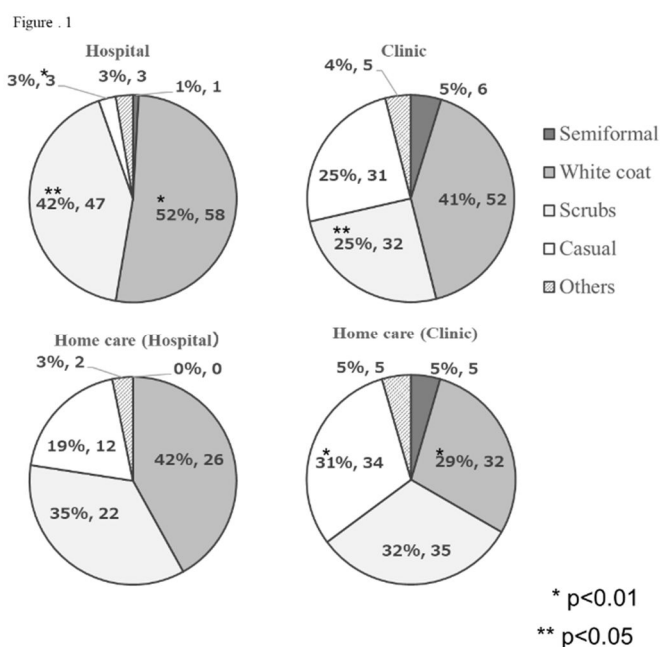 Figure . 1
Hospital
3%, 3
*
3%, 3
1%, 1
**
42%, 47
*
52%, 58
Clinic
4%, 5
5%, 6
25%, 31
41%, 52
**
25%, 32
Semiformal
White coat
Scrubs
Casual
Others
Home care (Hospital)
3%, 2
0%, 0
19%, 12
42%, 26
35%, 22
Home care (Clinic)
5%, 5
5%, 5
*
31%, 34
*
29%, 32
32%, 35
* p<0.01
** p<0.05